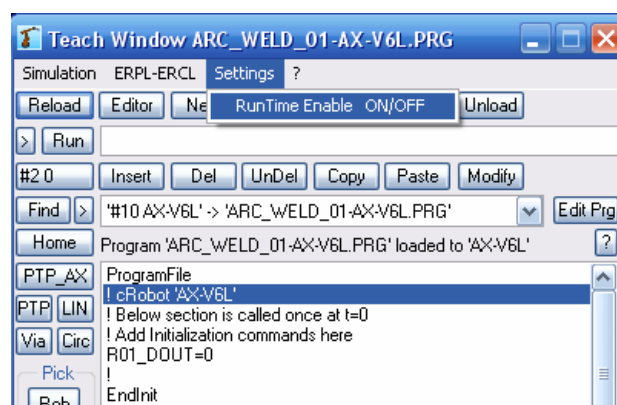 Teach Window ARC_WELD_01-AX-V6L.PRG
Simulation ERPL-ERCL Settings ?
Reload Editor Ne RunTime Enable ON/OFF Unload
> Run
#2 0 Insert Del UnDel Copy Paste Modify
Find > '#10 AX-V6L' -> 'ARC_WELD_01-AX-V6L.PRG' Edit Prg
Home Program 'ARC_WELD_01-AX-V6L.PRG' loaded to 'AX-V6L' ?
PTP_AX ProgramFile
! cRobot 'AX-V6L'
PTP LIN ! Below section is called once at t=0
! Add Initialization commands here
Via Circ R01_DOUT=0
Pick !
Rob EndInit